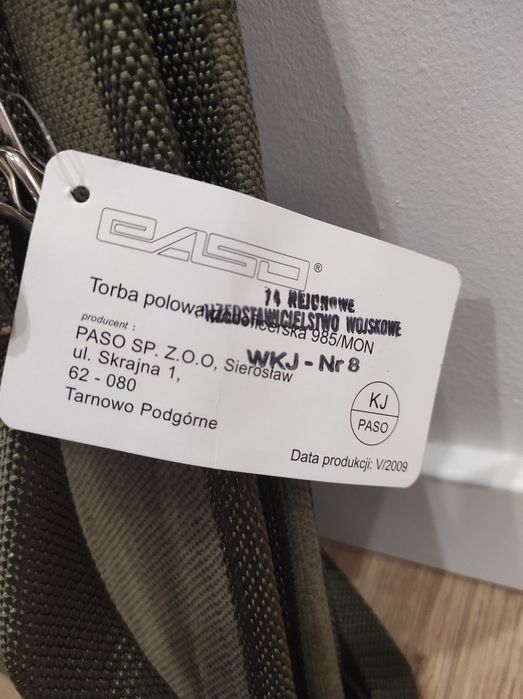 PASO ®
14 REJONOWE
PRZEDSTAWICIELSTWO WOJSKOWE
Torba polowa oficerska 985/MON
WKJ - Nr 8
producent :
PASO SP. Z.O.O, Sierosław
ul. Skrajna 1,
62 - 080
Tarnowo Podgórne
KJ
PASO
Data produkcji: V/2009